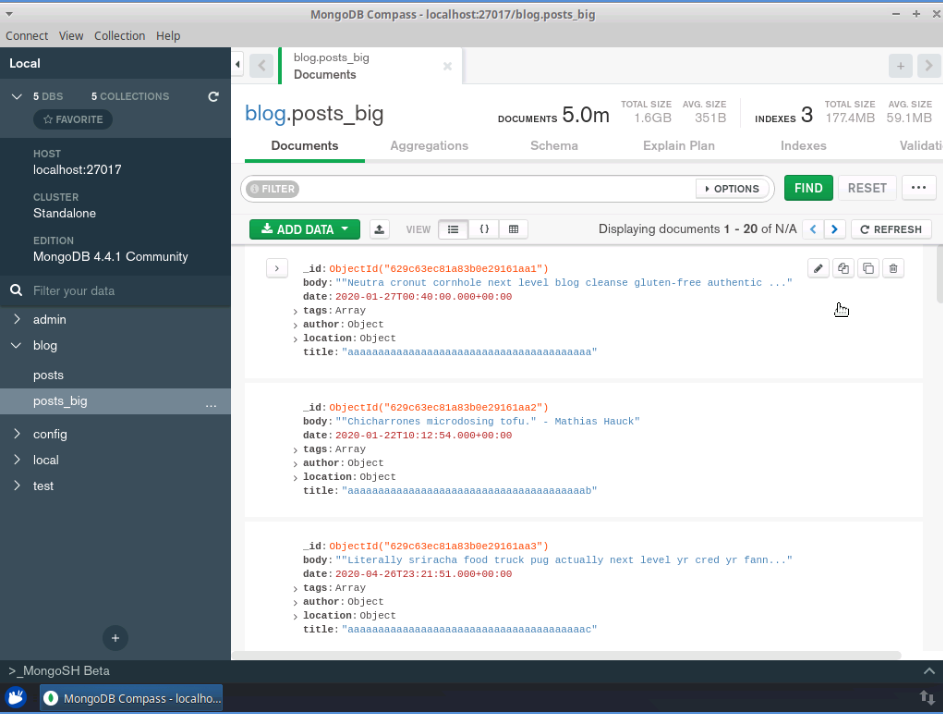 MongoDB Compass - localhost:27017/blog.posts_big
Connect View Collection Help
Local
5 DBS 5 COLLECTIONS
FAVORITE
HOST
localhost:27017
CLUSTER
Standalone
EDITION
MongoDB 4.4.1 Community
Filter your data
admin
blog
posts
posts_big ...
config
local
test
blog.posts_big
Documents
blog.posts_big
DOCUMENTS 5.0m TOTAL SIZE 1.6GB AVG. SIZE 351B INDEXES 3 TOTAL SIZE 177.4MB AVG. SIZE 59.1MB
Documents Aggregations Schema Explain Plan Indexes Validati
FILTER OPTIONS FIND RESET ...
ADD DATA VIEW {} Displaying documents 1 - 20 of N/A REFRESH
_id: ObjectId("629c63ec81a83b0e29161aa1")
body: ""Neutra cronut cornhole next level blog cleanse gluten-free authentic ..."
date: 2020-01-27T00:40:00.000+00:00
tags: Array
author: Object
location: Object
title: "aaaaaaaaaaaaaaaaaaaaaaaaaaaaaaaaaaaaaaaa"
_id: ObjectId("629c63ec81a83b0e29161aa2")
body: ""Chicharrones microdosing tofu." - Mathias Hauck"
date: 2020-01-22T10:12:54.000+00:00
tags: Array
author: Object
location: Object
title: "aaaaaaaaaaaaaaaaaaaaaaaaaaaaaaaaaaaaaaab"
_id: ObjectId("629c63ec81a83b0e29161aa3")
body: ""Literally sriracha food truck pug actually next level yr cred yr fann..."
date: 2020-04-26T23:21:51.000+00:00
tags: Array
author: Object
location: Object
title: "aaaaaaaaaaaaaaaaaaaaaaaaaaaaaaaaaaaaaaac"
>_MongoSH Beta
MongoDB Compass - localho...